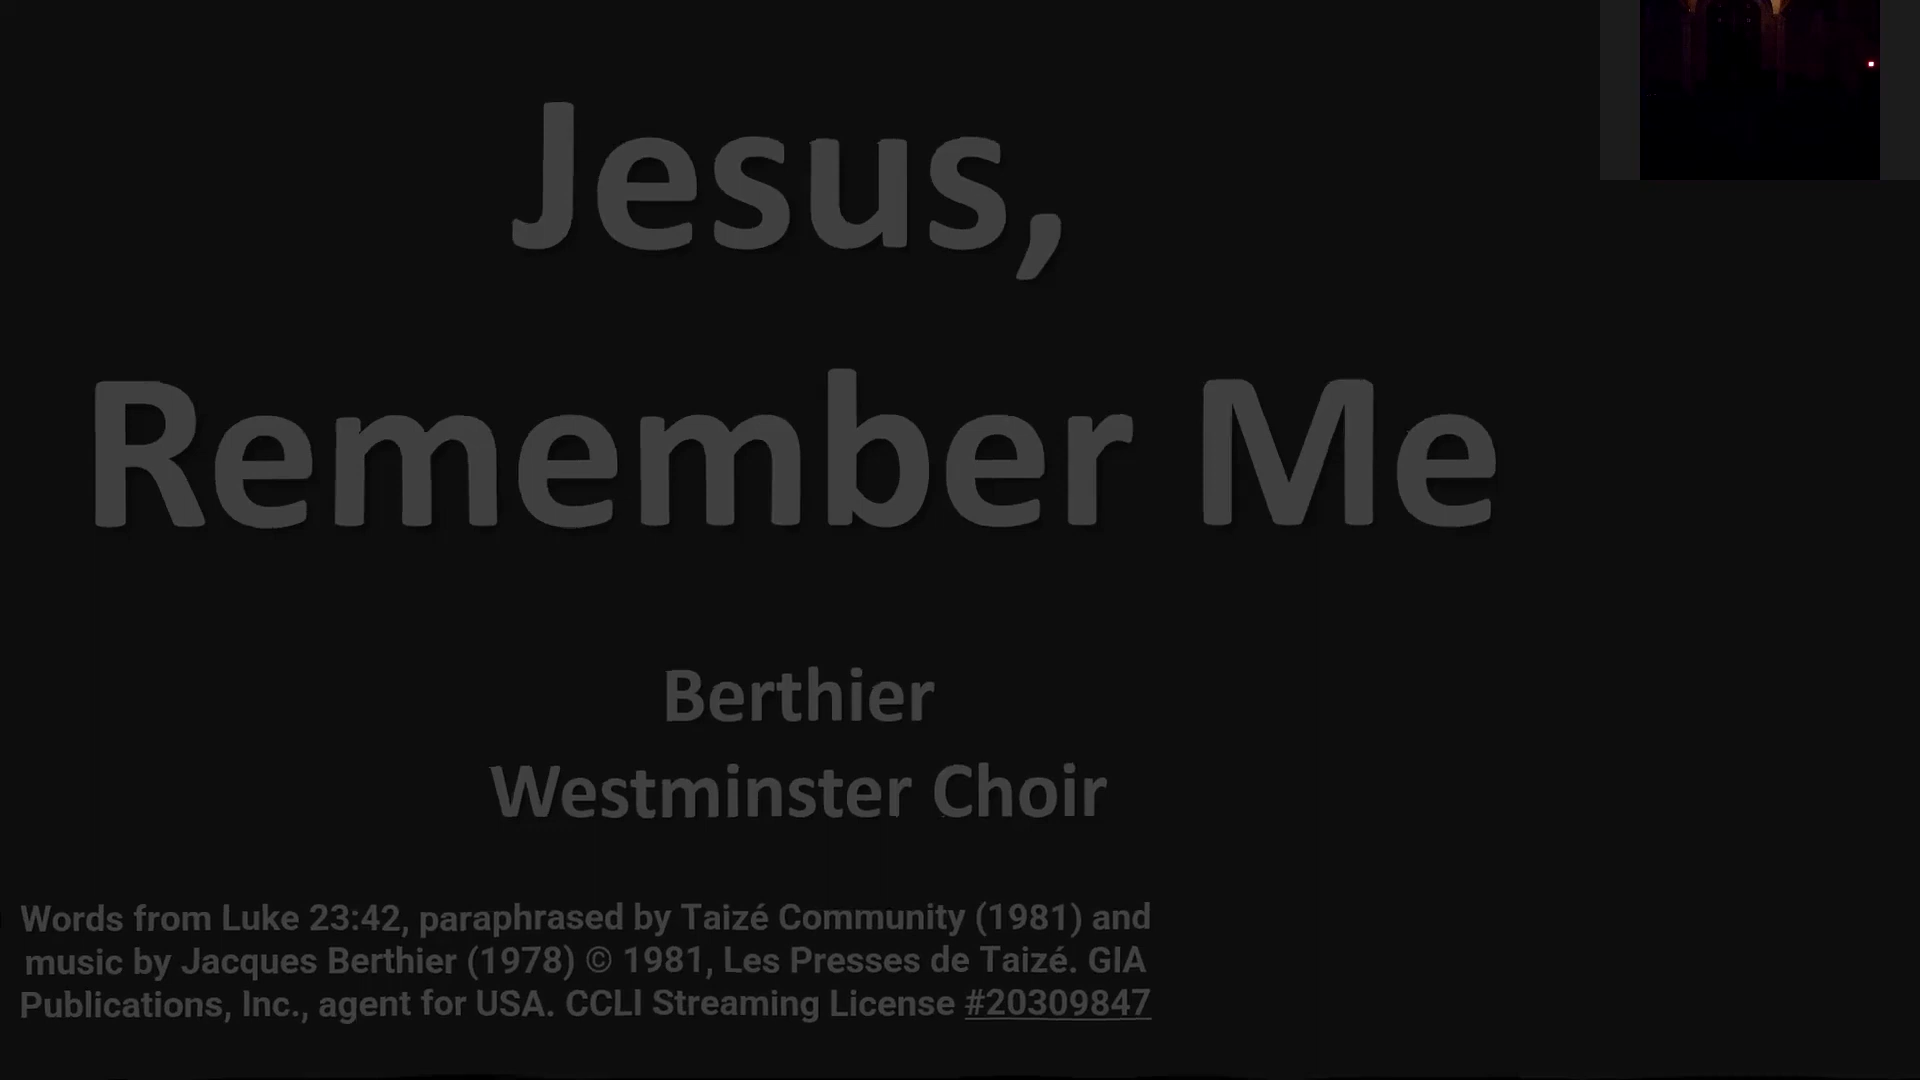 Jesus,
Remember Me
Berthier
Westminster Choir
Words from Luke 23:42, paraphrased by Taizé Community (1981) and
music by Jacques Berthier (1978) © 1981, Les Presses de Taizé. GIA
Publications, Inc., agent for USA. CCLI Streaming License #20309847